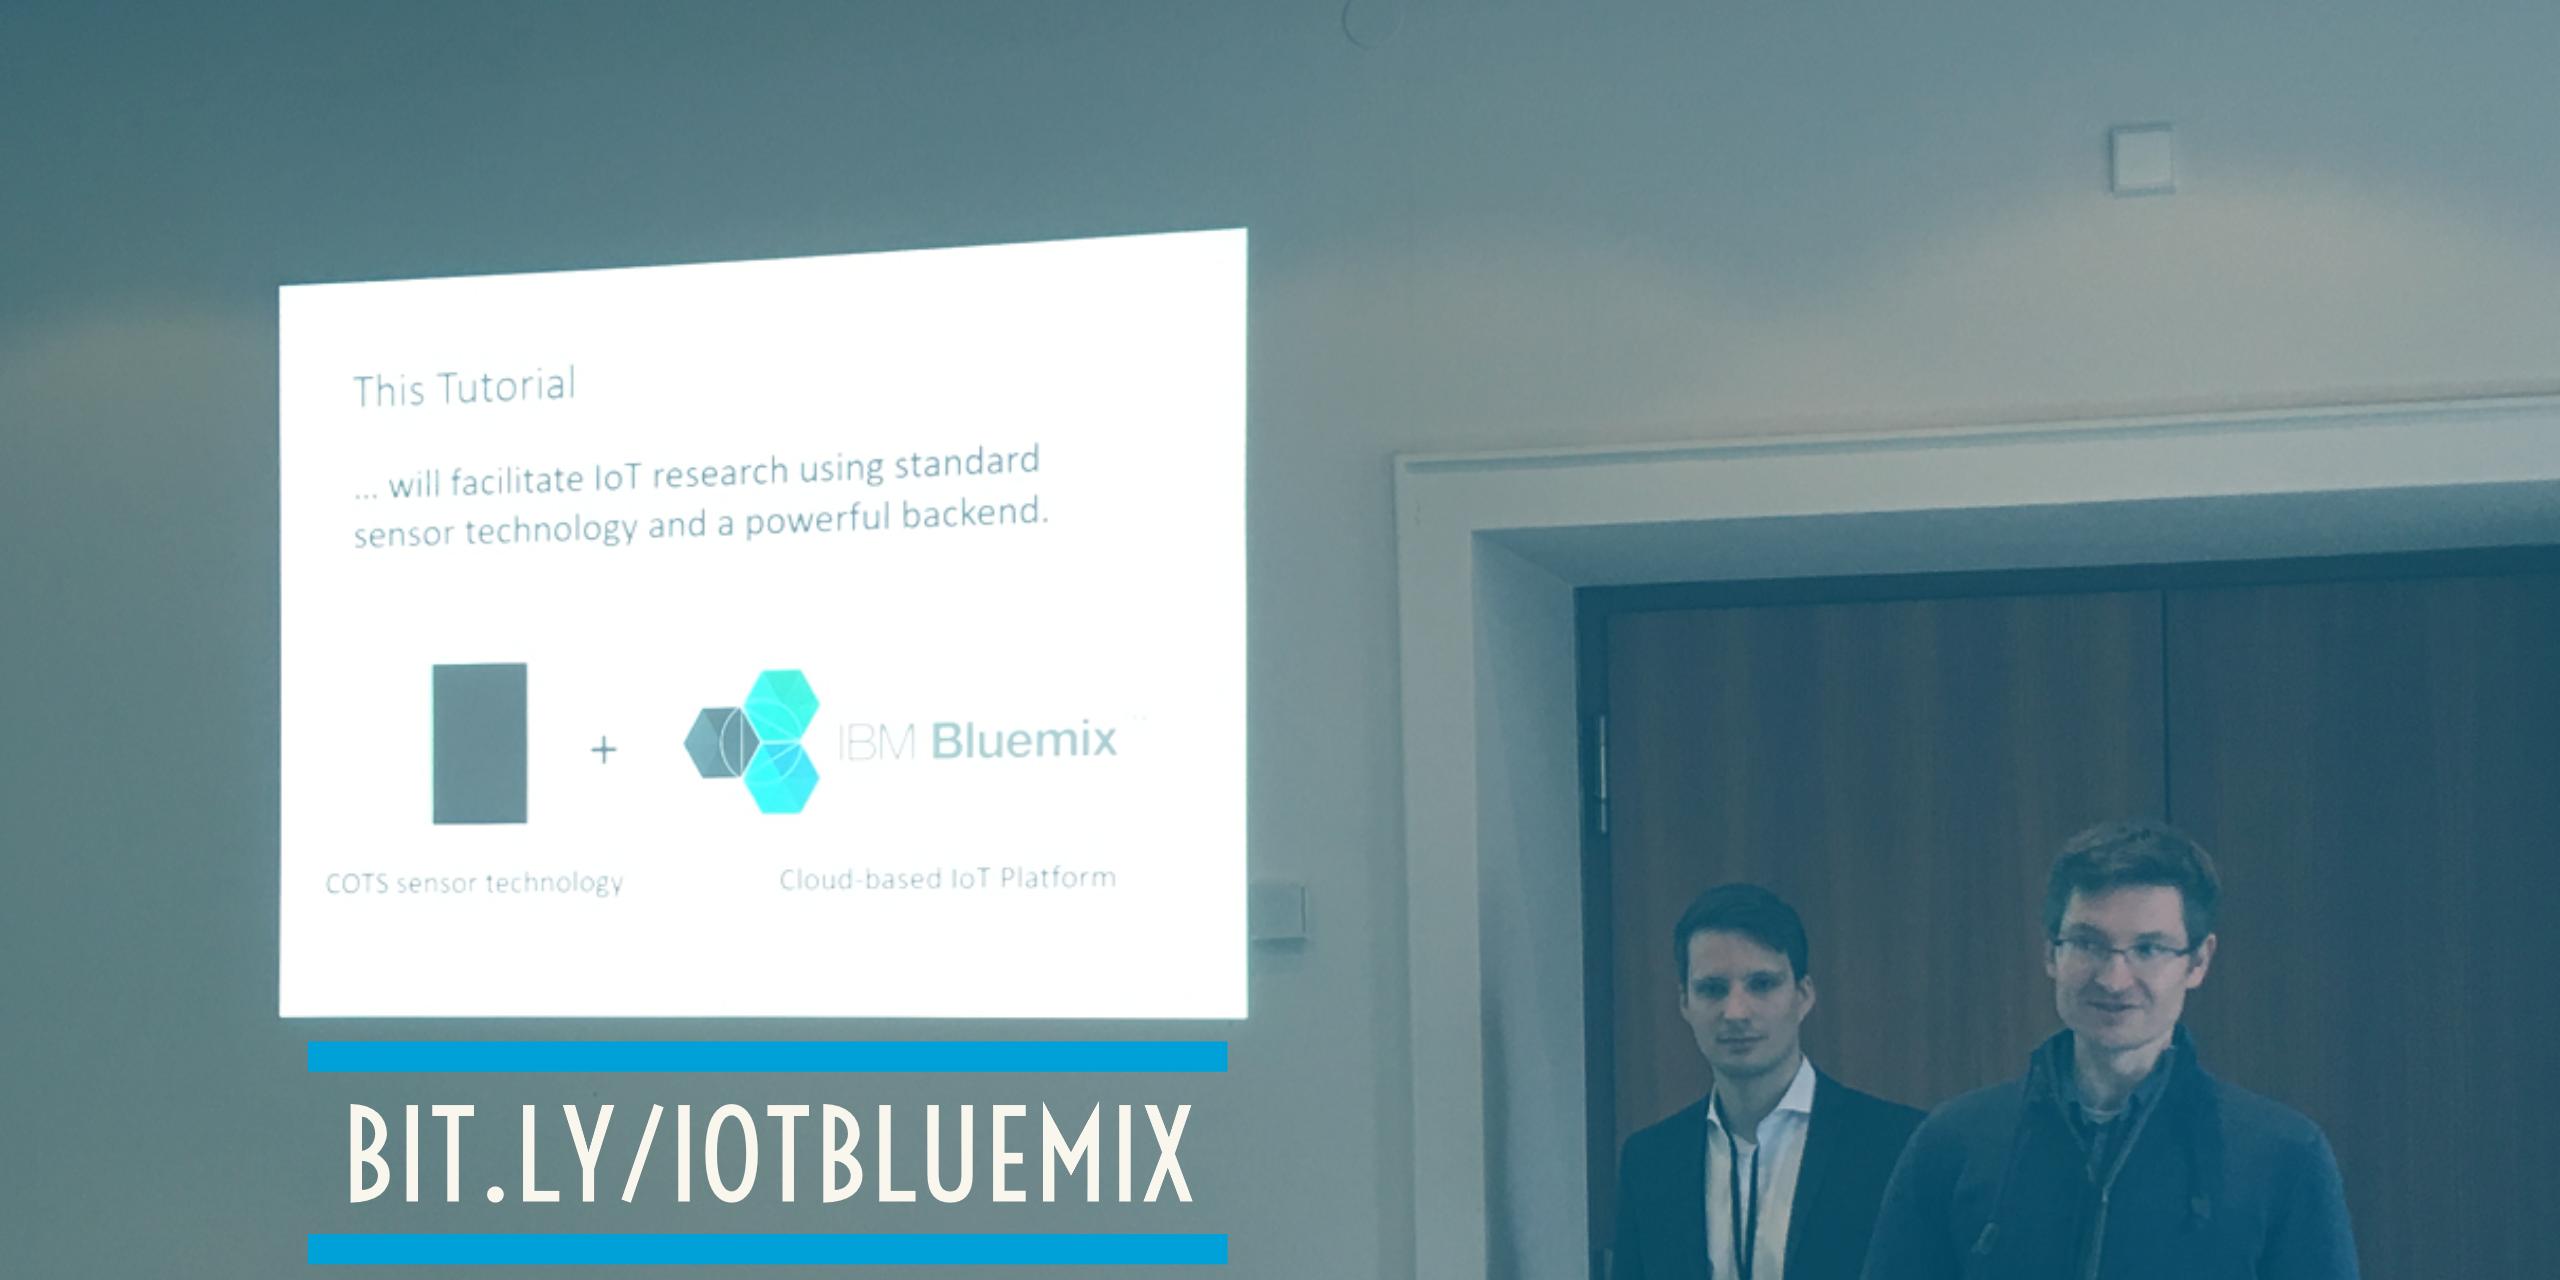 This Tutorial
... will facilitate IoT research using standard
sensor technology and a powerful backend.
+
IBM Bluemix
COTS sensor technology
Cloud-based IoT Platform
BIT.LY/IOTBLUEMIX